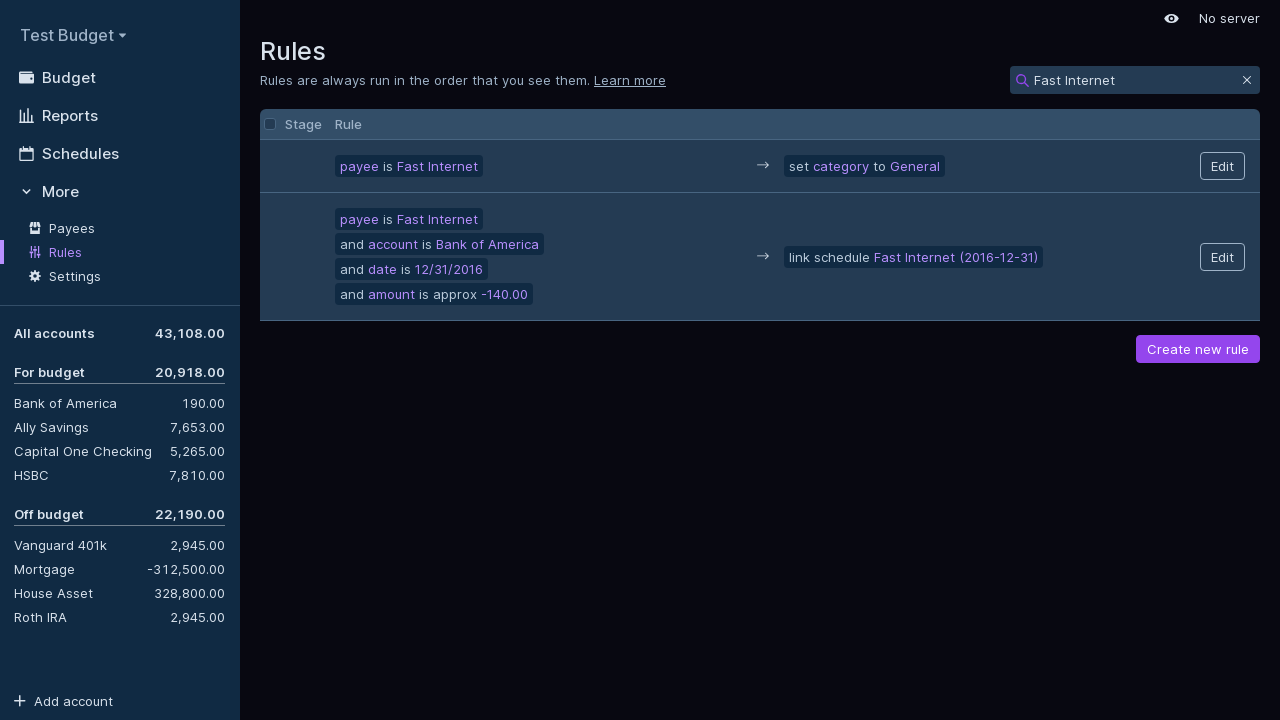 Test Budget
Budget
Reports
Schedules
More
Payees
Rules
Settings
All accounts 43,108.00
For budget 20,918.00
Bank of America 190.00
Ally Savings 7,653.00
Capital One Checking 5,265.00
HSBC 7,810.00
Off budget 22,190.00
Vanguard 401k 2,945.00
Mortgage -312,500.00
House Asset 328,800.00
Roth IRA 2,945.00
Add account
No server
Rules
Rules are always run in the order that you see them. Learn more
Fast Internet
Stage Rule
payee is Fast Internet → set category to General Edit
payee is Fast Internet
and account is Bank of America
and date is 12/31/2016
and amount is approx -140.00
→ link schedule Fast Internet (2016-12-31) Edit
Create new rule